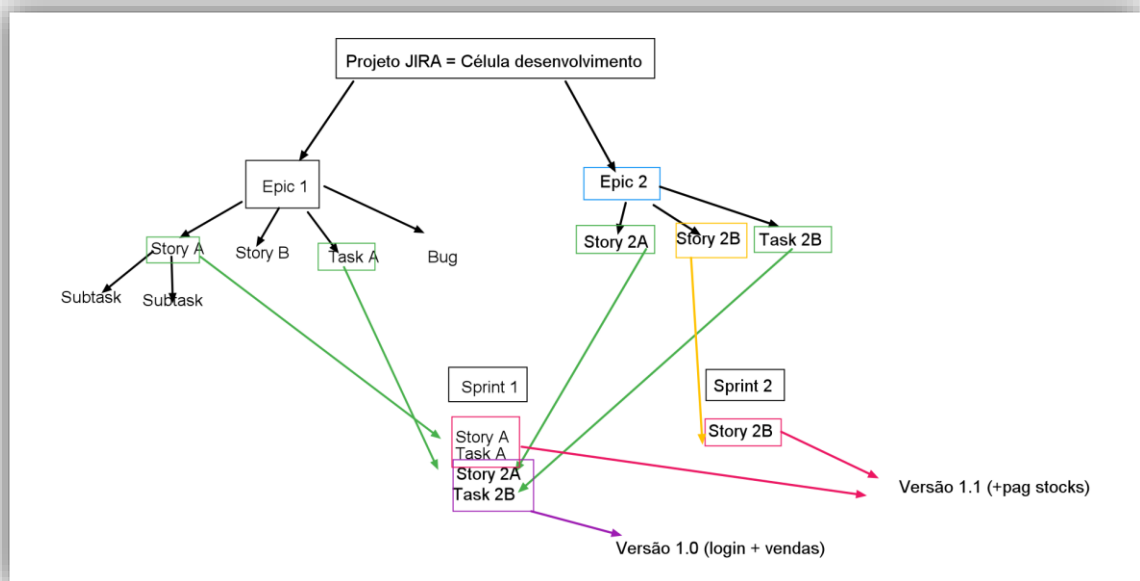 Projeto JIRA = Célula desenvolvimento
Epic 1
Epic 2
Story A
Story B
Task A
Bug
Story 2A
Story 2B
Task 2B
Subtask
Subtask
Sprint 1
Sprint 2
Story A
Task A
Story 2A
Task 2B
Story 2B
Versão 1.1 (+pag stocks)
Versão 1.0 (login + vendas)